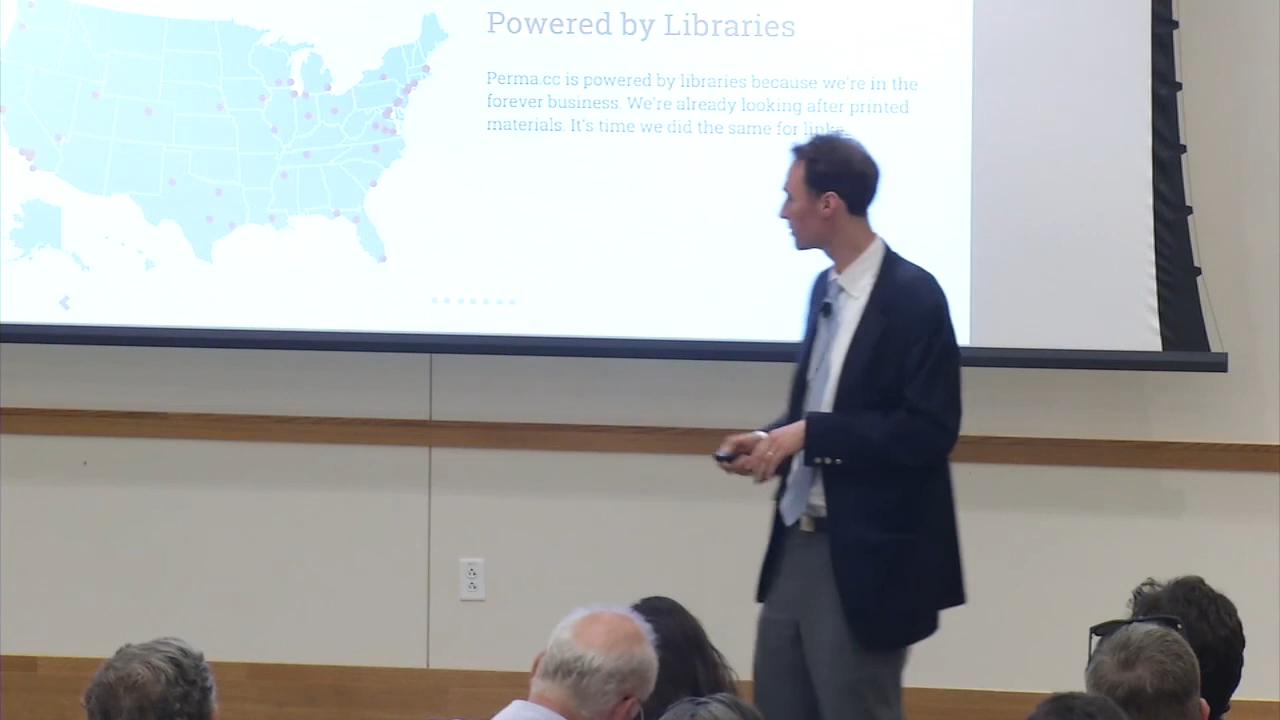 Powered by Libraries
Perma.cc is powered by libraries because we're in the
forever business. We're already looking after printed
materials. It's time we did the same for links.